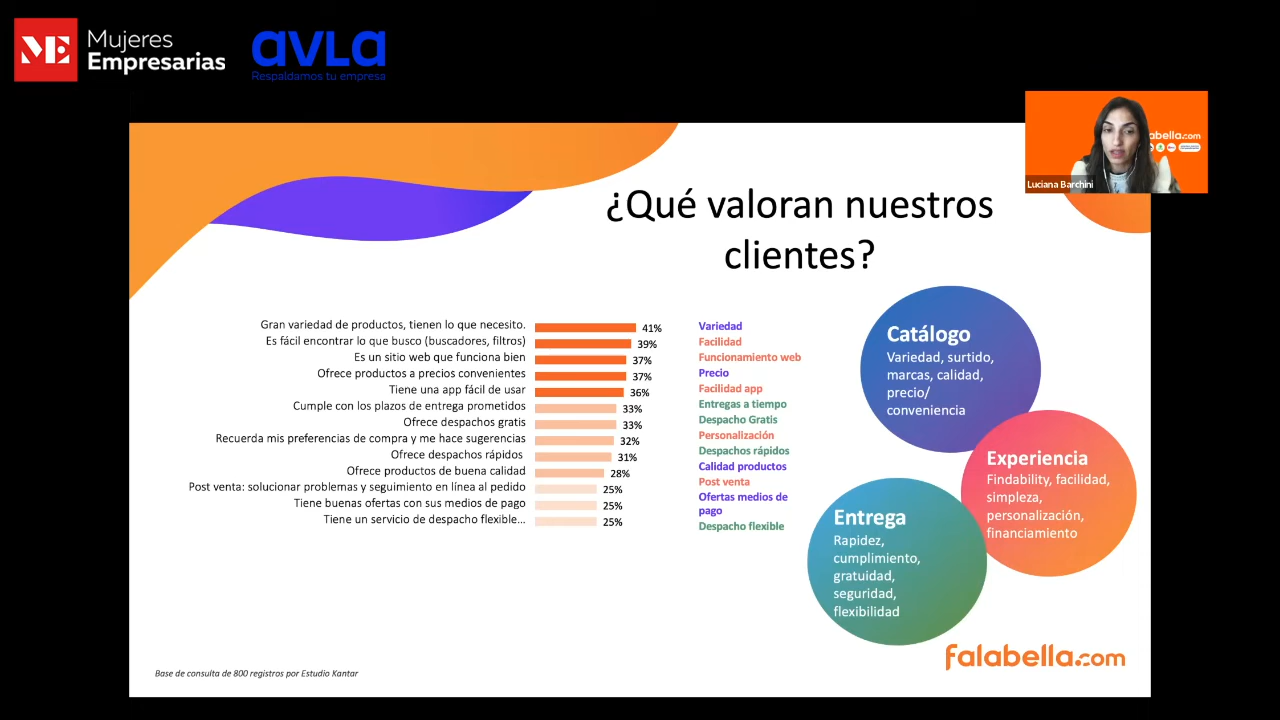 ME Mujeres
Empresarias
avla
Respaldamos tu empresa
abella.com
Luciana Barchini
¿Qué valoran nuestros
clientes?
Gran variedad de productos, tienen lo que necesito. 41%
Es fácil encontrar lo que busco (buscadores, filtros) 39%
Es un sitio web que funciona bien 37%
Ofrece productos a precios convenientes 37%
Tiene una app fácil de usar 36%
Cumple con los plazos de entrega prometidos 33%
Ofrece despachos gratis 33%
Recuerda mis preferencias de compra y me hace sugerencias 32%
Ofrece despachos rápidos 31%
Ofrece productos de buena calidad 28%
Post venta: solucionar problemas y seguimiento en línea al pedido 25%
Tiene buenas ofertas con sus medios de pago 25%
Tiene un servicio de despacho flexible... 25%
Variedad
Facilidad
Funcionamiento web
Precio
Facilidad app
Entregas a tiempo
Despacho Gratis
Personalización
Despachos rápidos
Calidad productos
Post venta
Ofertas medios de
pago
Despacho flexible
Catálogo
Variedad, surtido,
marcas, calidad,
precio/
conveniencia
Experiencia
Findability, facilidad,
simpleza,
personalización,
financiamiento
Entrega
Rapidez,
cumplimiento,
gratuidad,
seguridad,
flexibilidad
falabella.com
Base de consulta de 800 registros por Estudio Kantar